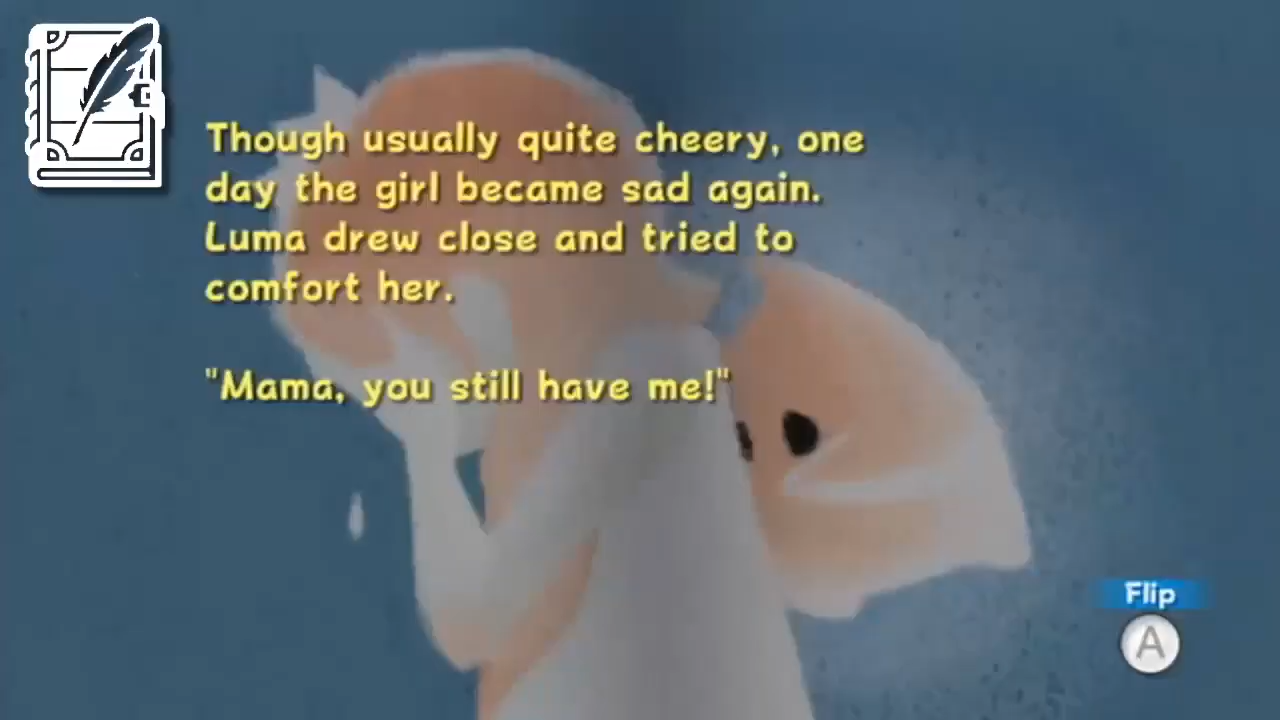 Though usually quite cheery, one
day the girl became sad again.
Luma drew close and tried to
comfort her.
"Mama, you still have me!"
Flip
A